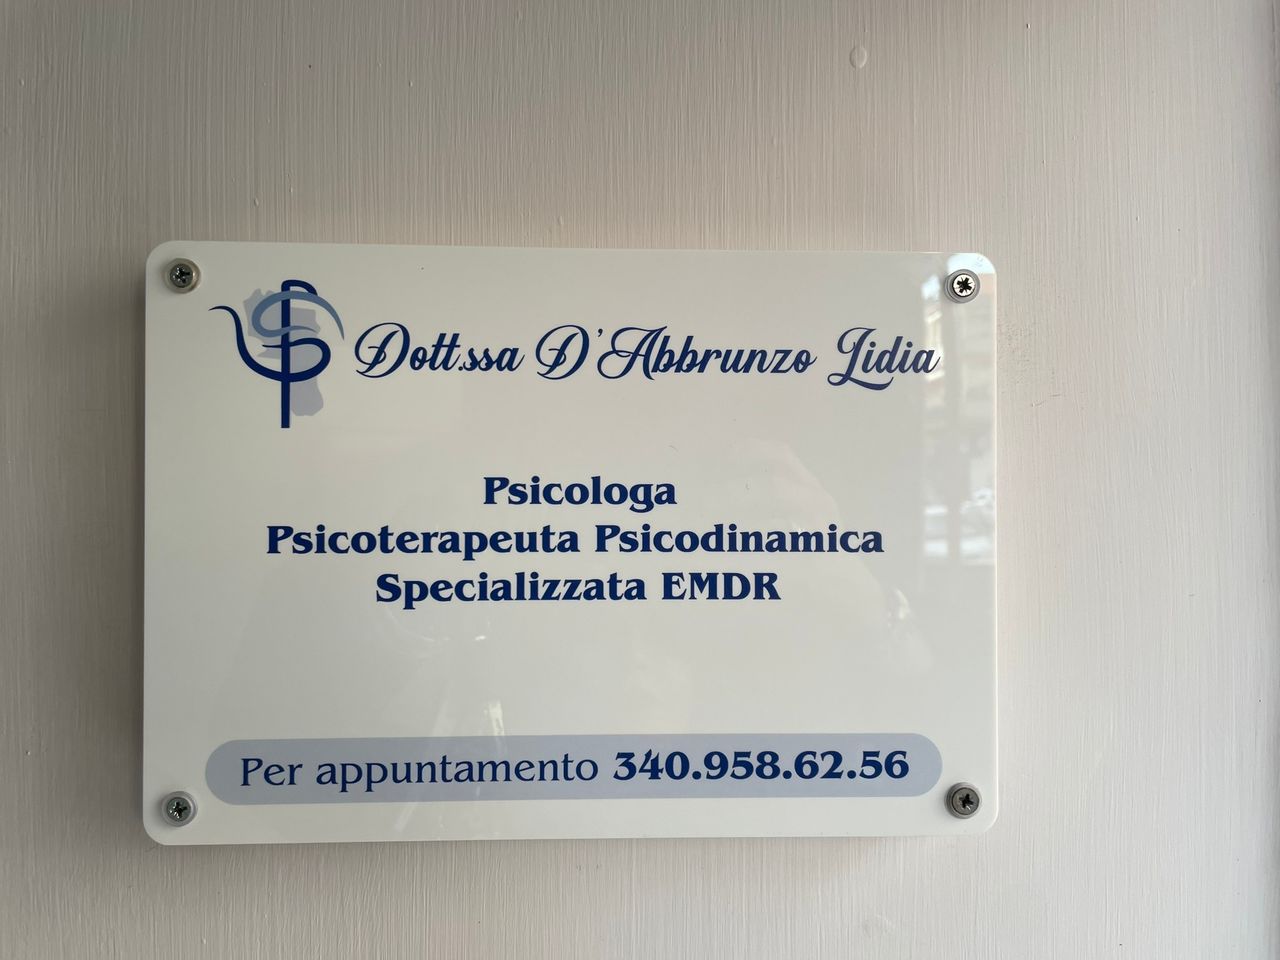 Dott.ssa D'Abbrunzo Lidia
Psicologa
Psicoterapeuta Psicodinamica
Specializzata EMDR
Per appuntamento 340.958.62.56